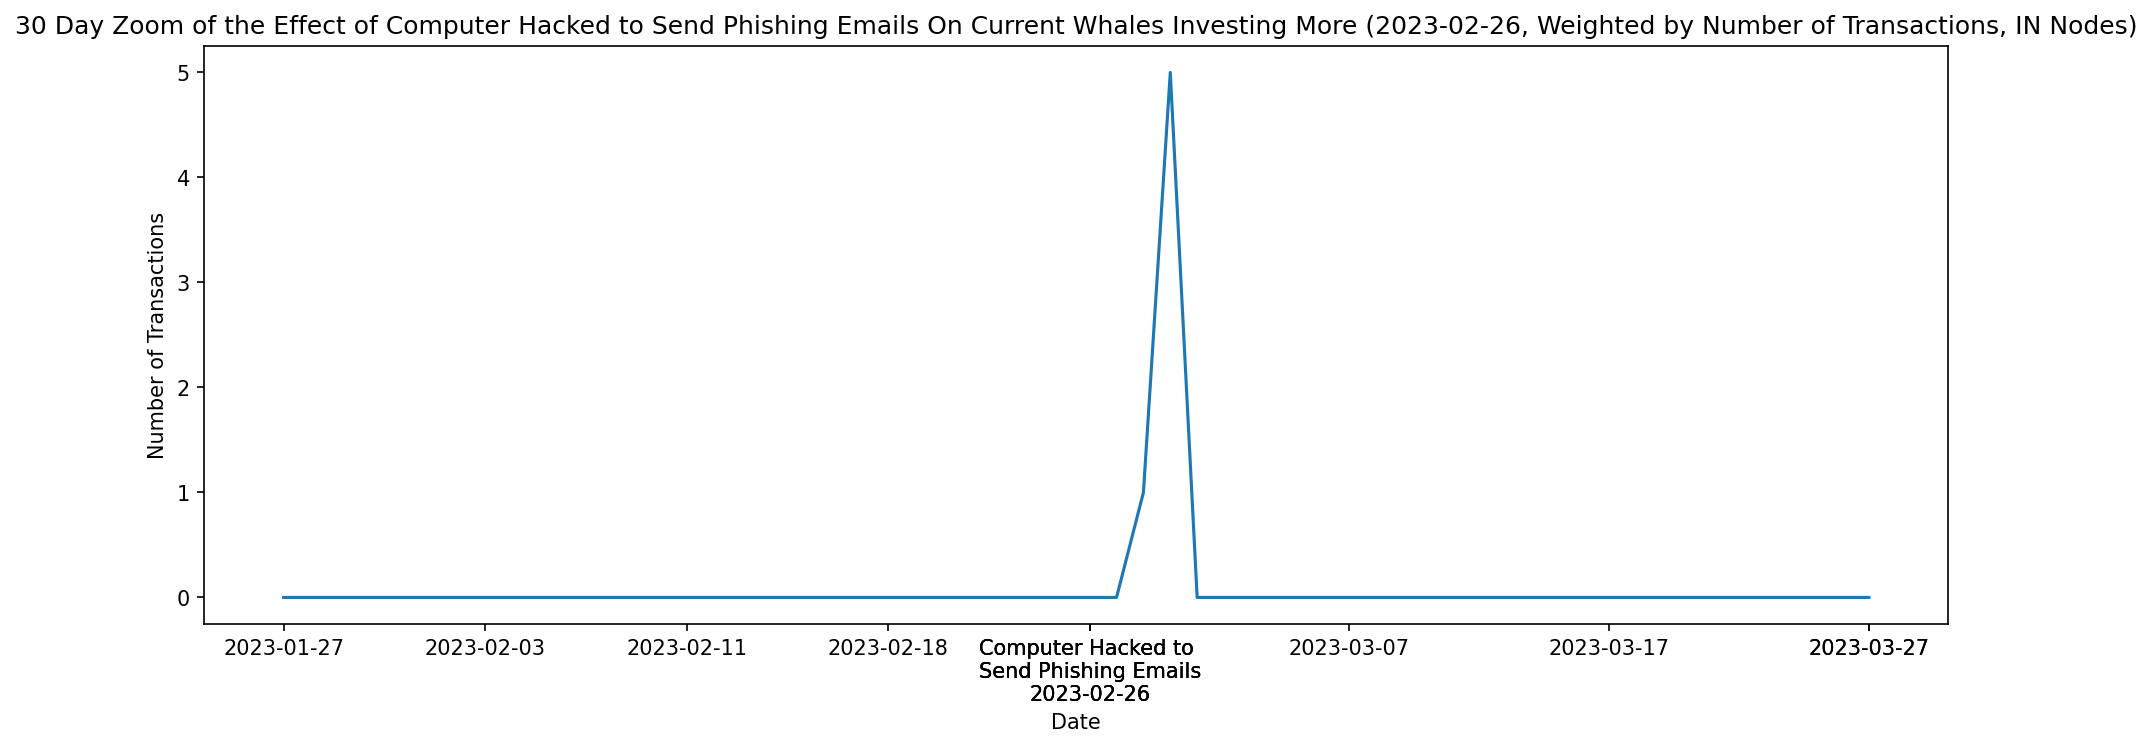 30 Day Zoom of the Effect of Computer Hacked to Send Phishing Emails On Current Whales Investing More (2023-02-26, Weighted by Number of Transactions, IN Nodes)
Number of Transactions
5
4
3
2
1
0
2023-01-27
2023-02-03
2023-02-11
2023-02-18
Computer Hacked to
Send Phishing Emails
2023-02-26
2023-03-07
2023-03-17
2023-03-27
Date